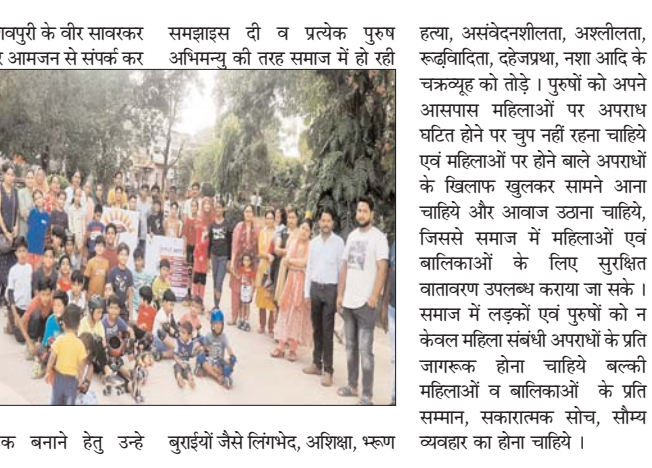 वपुरी के वीर सावरकर
आमजन से संपर्क कर
क बनाने हेतु उन्हे
समझाइस दी व प्रत्येक पुरुष
अभिमन्यु की तरह समाज में हो रही
बुराईयों जैसे लिंगभेद, अशिक्षा, भ्रूण
हत्या, असंवेदनशीलता, अश्लीलता,
रूढ़िवादिता, दहेजप्रथा, नशा आदि के
चक्रव्यूह को तोड़े । पुरुषों को अपने
आसपास महिलाओं पर अपराध
घटित होने पर चुप नहीं रहना चाहिये
एवं महिलाओं पर होने बाले अपराधों
के खिलाफ खुलकर सामने आना
चाहिये और आवाज उठाना चाहिये,
जिससे समाज में महिलाओं एवं
बालिकाओं के लिए सुरक्षित
वातावरण उपलब्ध कराया जा सके ।
समाज में लड़कों एवं पुरुषों को न
केवल महिला संबंधी अपराधों के प्रति
जागरूक होना चाहिये बल्की
महिलाओं व बालिकाओं के प्रति
सम्मान, सकारात्मक सोच, सौम्य
व्यवहार का होना चाहिये ।